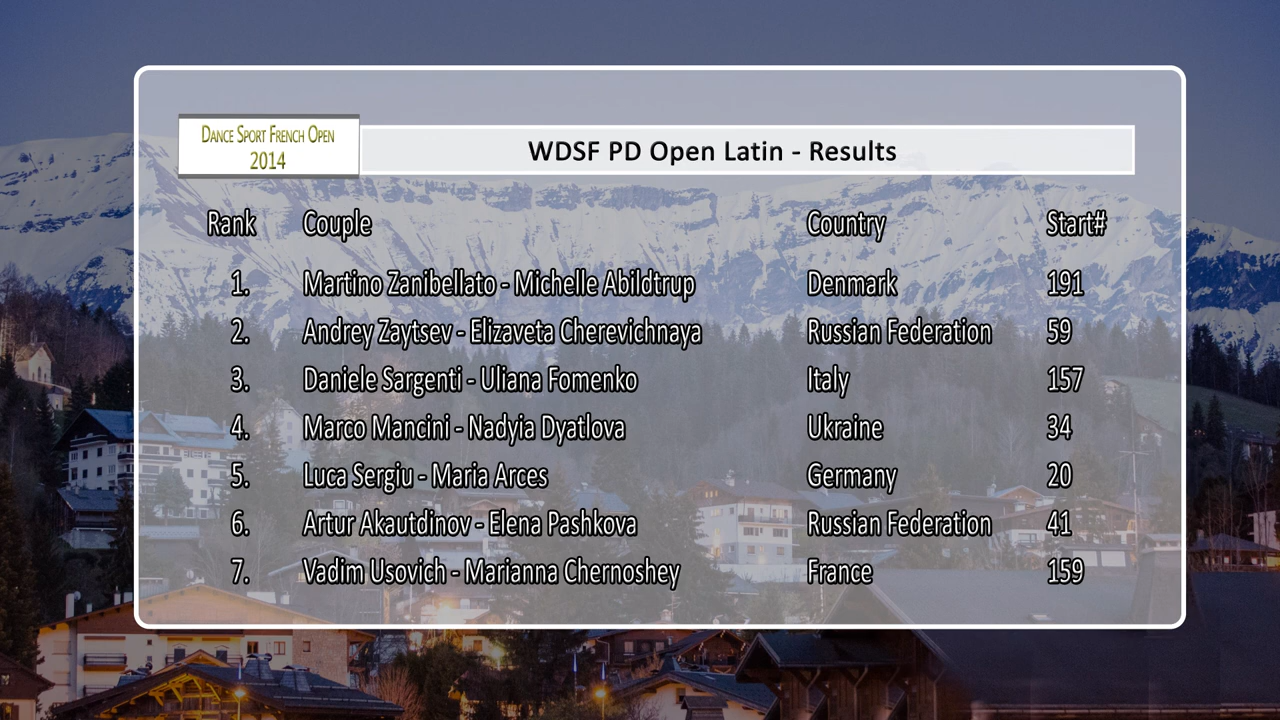 DANCE SPORT FRENCH OPEN
2014
WDSF PD Open Latin - Results
Rank Couple Country Start#
1. Martino Zanibellato - Michelle Abildtrup Denmark 191
2. Andrey Zaytsev - Elizaveta Cherevichnaya Russian Federation 59
3. Daniele Sargenti - Uliana Fomenko Italy 157
4. Marco Mancini - Nadyia Dyatlova Ukraine 34
5. Luca Sergiu - Maria Arces Germany 20
6. Artur Akautdinov - Elena Pashkova Russian Federation 41
7. Vadim Usovich - Marianna Chernoshey France 159